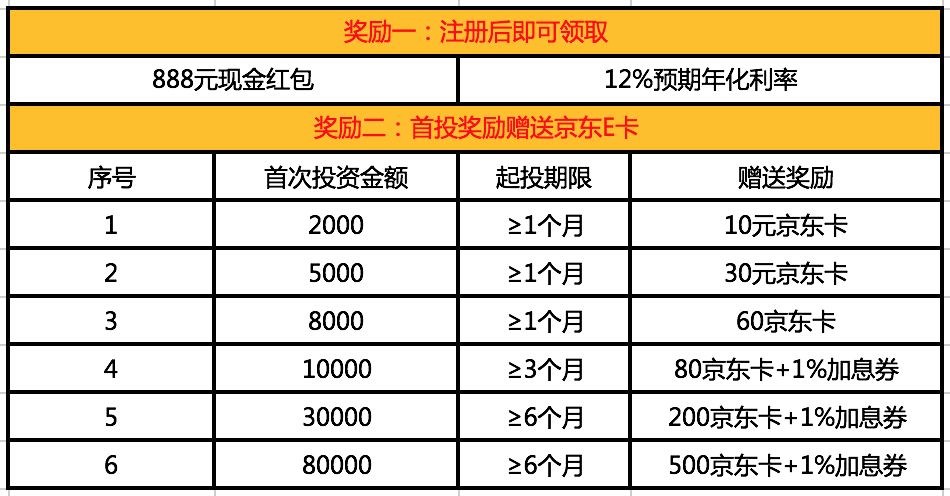 奖励一：注册后即可领取
888元现金红包 12%预期年化利率
奖励二：首投奖励赠送京东E卡
序号 首次投资金额 起投期限 赠送奖励
1 2000 ≥1个月 10元京东卡
2 5000 ≥1个月 30元京东卡
3 8000 ≥1个月 60京东卡
4 10000 ≥3个月 80京东卡+1%加息券
5 30000 ≥6个月 200京东卡+1%加息券
6 80000 ≥6个月 500京东卡+1%加息券